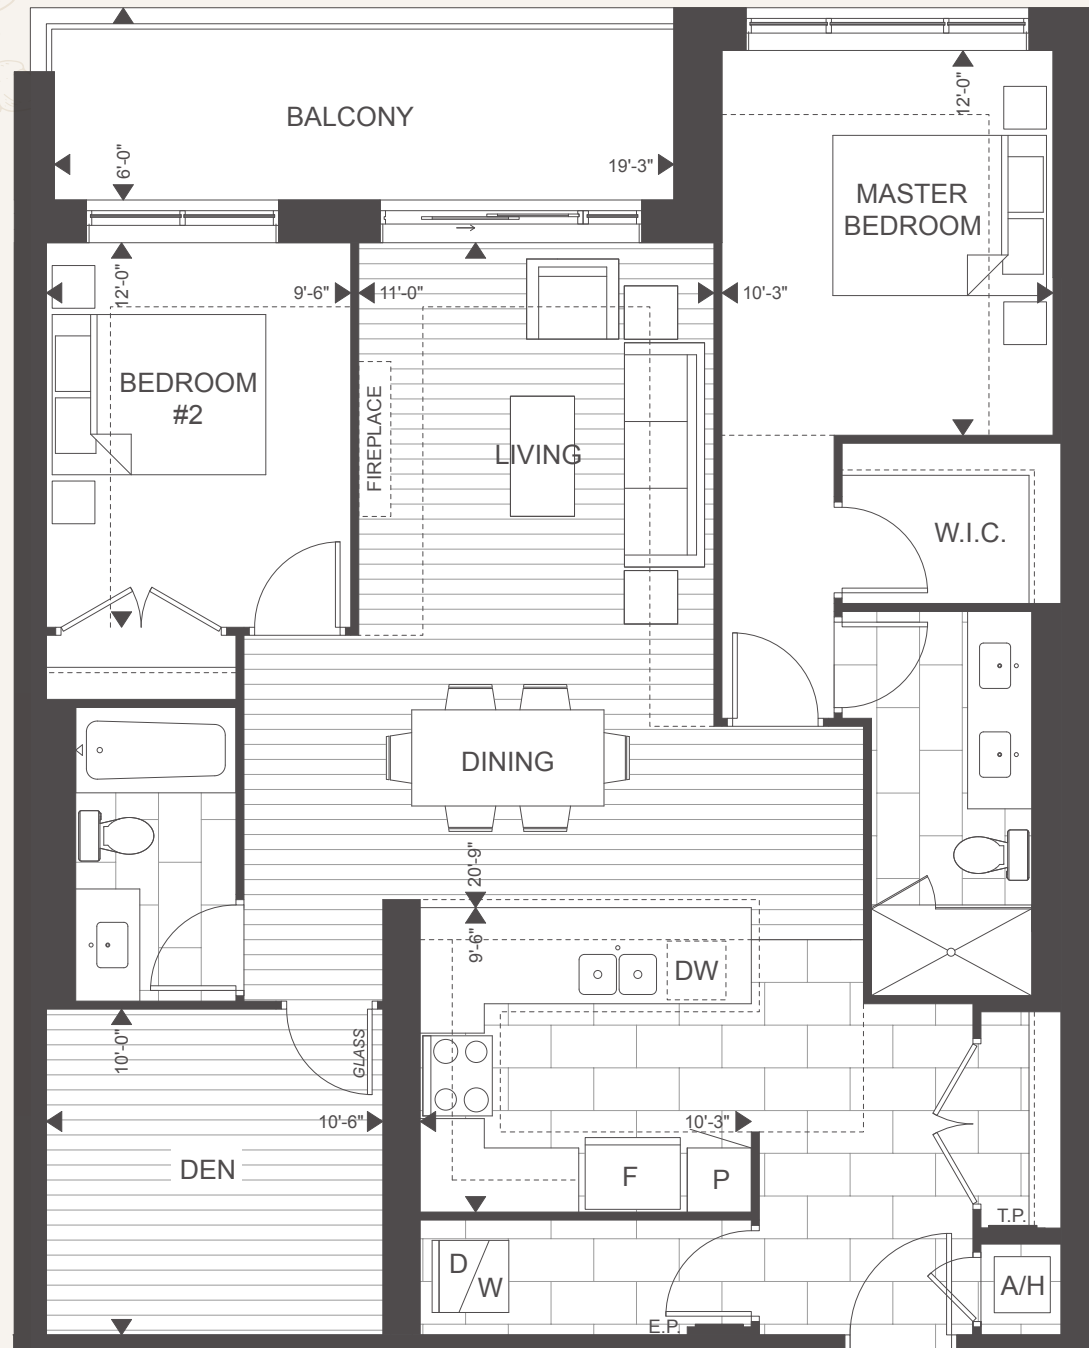 BALCONY
12'-0"
6'-0"
19'-3"
MASTER
BEDROOM
12'-0"
9'-6"
11'-0"
10'-3"
BEDROOM
#2
FIREPLACE
LIVING
W.I.C.
DINING
20'-9"
9'-6"
DW
10'-0"
GLASS
10'-6"
10'-3"
DEN
F
P
T.P.
D
W
A/H
E.P.